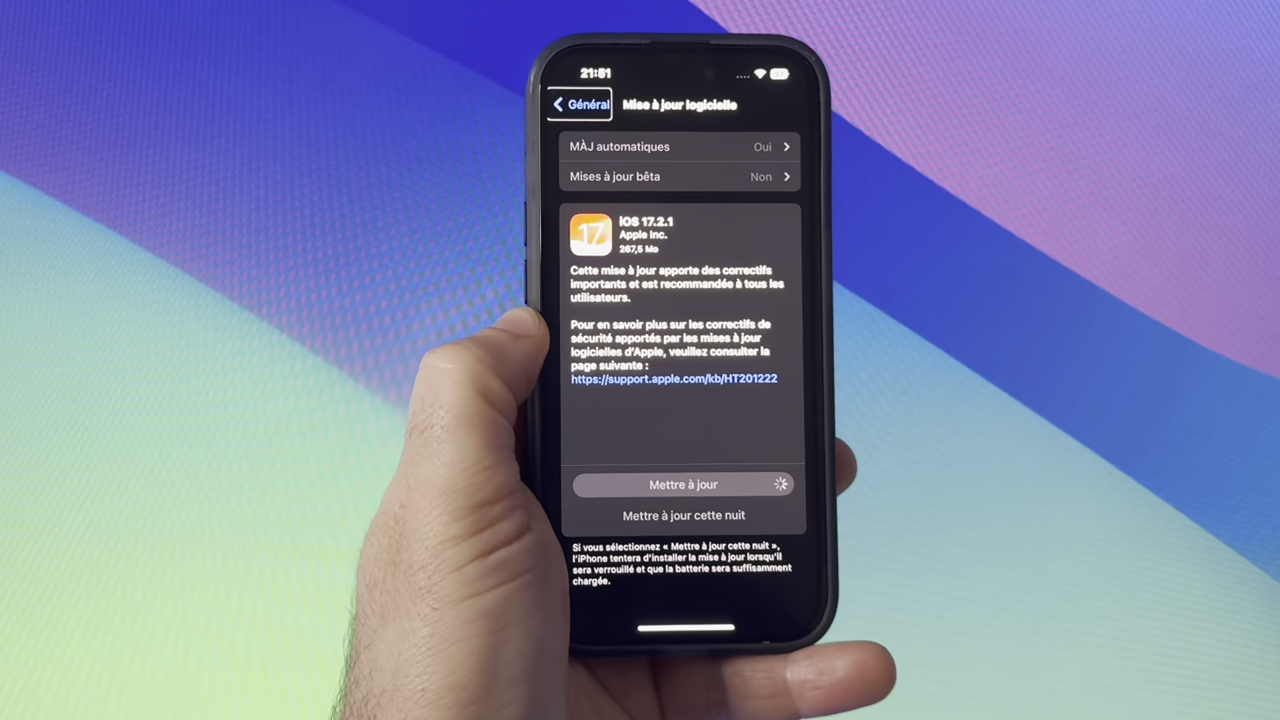 21:51
Général Mise à jour logicielle
MÀJ automatiques Oui
Mises à jour bêta Non
17
iOS 17.2.1
Apple Inc.
267,5 Mo
Cette mise à jour apporte des correctifs
importants et est recommandée à tous les
utilisateurs.
Pour en savoir plus sur les correctifs de
sécurité apportés par les mises à jour
logicielles d’Apple, veuillez consulter la
page suivante :
https://support.apple.com/kb/HT201222
Mettre à jour
Mettre à jour cette nuit
Si vous sélectionnez « Mettre à jour cette nuit »,
l’iPhone tentera d’installer la mise à jour lorsqu’il
sera verrouillé et que la batterie sera suffisamment
chargée.